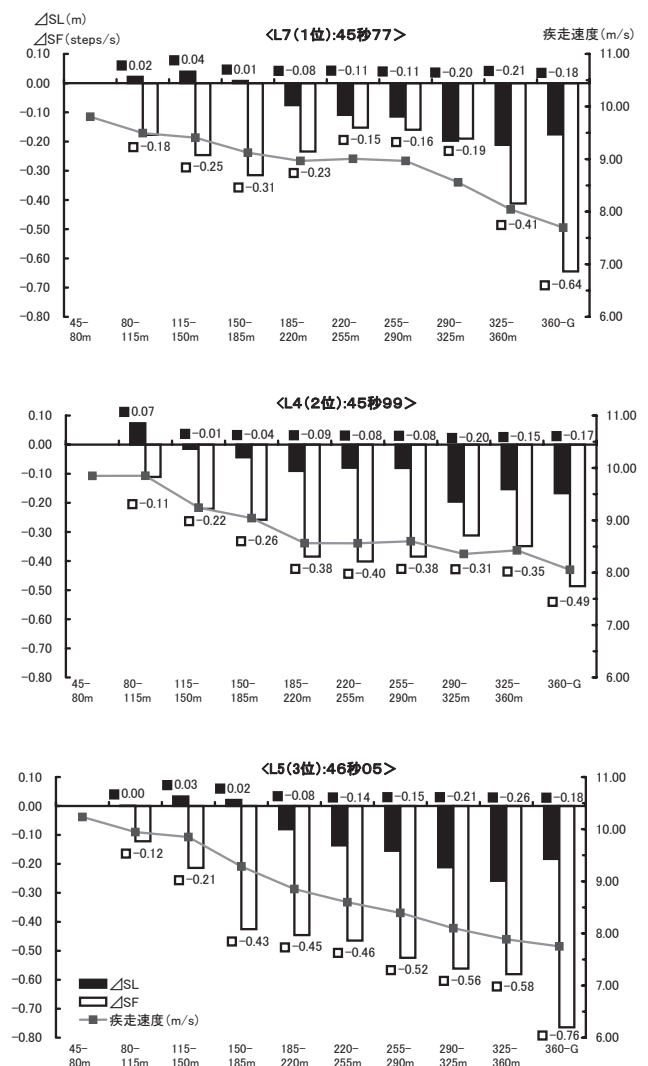 ⊿SL(m)
⊿SF(steps/s)
<L7(1位):45秒77>
疾走速度(m/s)
0.10
0.00
-0.10
-0.20
-0.30
-0.40
-0.50
-0.60
-0.70
-0.80
■0.02 ■0.04 ■0.01 ■-0.08 ■-0.11 ■-0.11 ■-0.20 ■-0.21 ■-0.18
□-0.18 □-0.25 □-0.31 □-0.23 □-0.15 □-0.16 □-0.19 □-0.41 □-0.64
11.00
10.00
9.00
8.00
7.00
6.00
45- 80- 115- 150- 185- 220- 255- 290- 325- 360-G
80m 115m 150m 185m 220m 255m 290m 325m 360m
<L4(2位):45秒99>
0.10
0.00
-0.10
-0.20
-0.30
-0.40
-0.50
-0.60
-0.70
-0.80
■0.07 ■-0.01 ■-0.04 ■-0.09 ■-0.08 ■-0.08 ■-0.20 ■-0.15 ■-0.17
□-0.11 □-0.22 □-0.26 □-0.38 □-0.40 □-0.38 □-0.31 □-0.35 □-0.49
11.00
10.00
9.00
8.00
7.00
6.00
45- 80- 115- 150- 185- 220- 255- 290- 325- 360-G
80m 115m 150m 185m 220m 255m 290m 325m 360m
<L5(3位):46秒05>
0.10
0.00
-0.10
-0.20
-0.30
-0.40
-0.50
-0.60
-0.70
-0.80
■0.00 ■0.03 ■0.02 ■-0.08 ■-0.14 ■-0.15 ■-0.21 ■-0.26 ■-0.18
□-0.12 □-0.21 □-0.43 □-0.45 □-0.46 □-0.52 □-0.56 □-0.58 □-0.76
⊿SL
⊿SF
疾走速度(m/s)
11.00
10.00
9.00
8.00
7.00
6.00
45- 80- 115- 150- 185- 220- 255- 290- 325- 360-G
80m 115m 150m 185m 220m 255m 290m 325m 360m